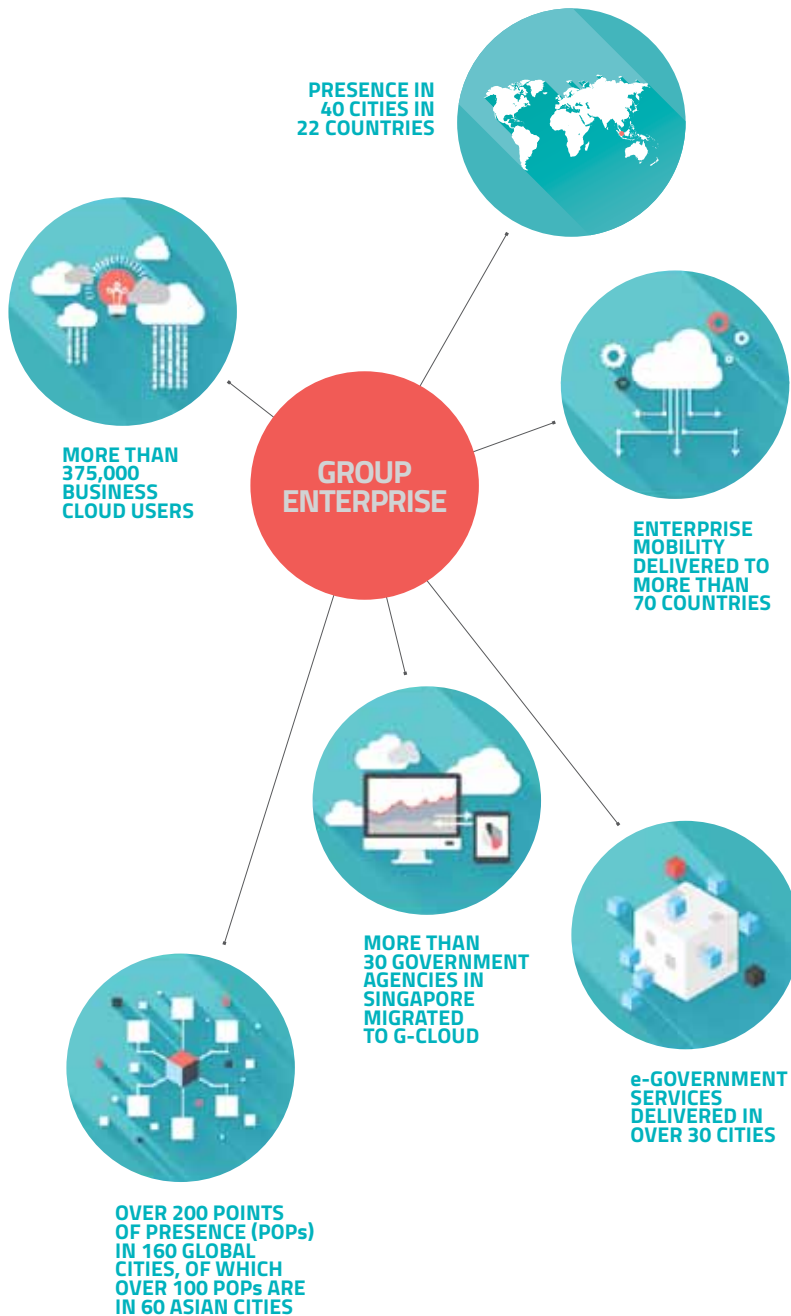 PRESENCE IN
40 CITIES IN
22 COUNTRIES
MORE THAN
375,000
BUSINESS
CLOUD USERS
GROUP
ENTERPRISE
ENTERPRISE
MOBILITY
DELIVERED TO
MORE THAN
70 COUNTRIES
MORE THAN
30 GOVERNMENT
AGENCIES IN
SINGAPORE
MIGRATED
TO G-CLOUD
e-GOVERNMENT
SERVICES
DELIVERED IN
OVER 30 CITIES
OVER 200 POINTS
OF PRESENCE (POPs)
IN 160 GLOBAL
CITIES, OF WHICH
OVER 100 POPs ARE
IN 60 ASIAN CITIES